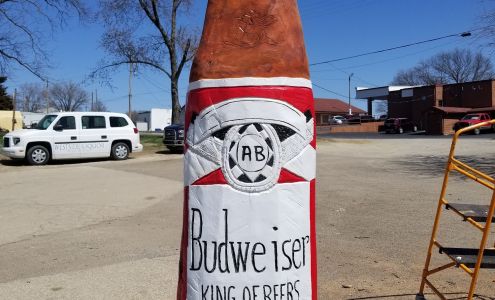 AB
Budweiser
KING OF BEERS